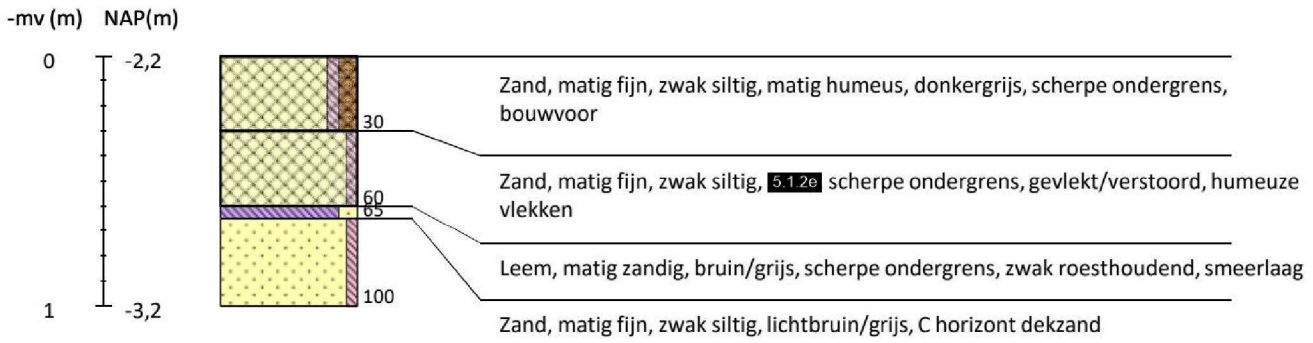 -mv (m) NAP(m)
0 -2,2
Zand, matig fijn, zwak siltig, matig humeus, donkergrijs, scherpe ondergrens,
bouwvoor
30
Zand, matig fijn, zwak siltig, 5.1.2e scherpe ondergrens, gevlekt/verstoord, humeuze
vlekken
60
65
Leem, matig zandig, bruin/grijs, scherpe ondergrens, zwak roesthoudend, smeerlaag
100
1 -3,2
Zand, matig fijn, zwak siltig, lichtbruin/grijs, C horizont dekzand